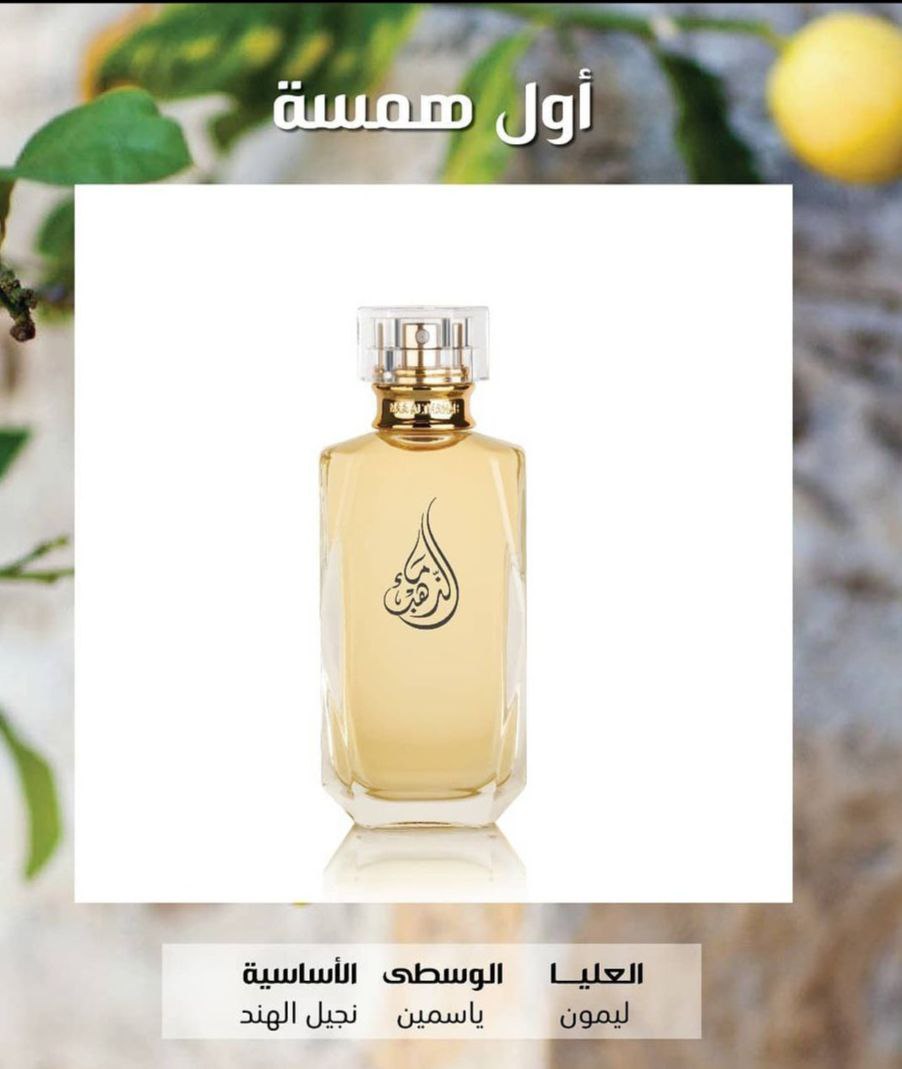 أول همسة
ماء
الذهب
العليا الوسطى الأساسية
ليمون ياسمين نجيل الهند